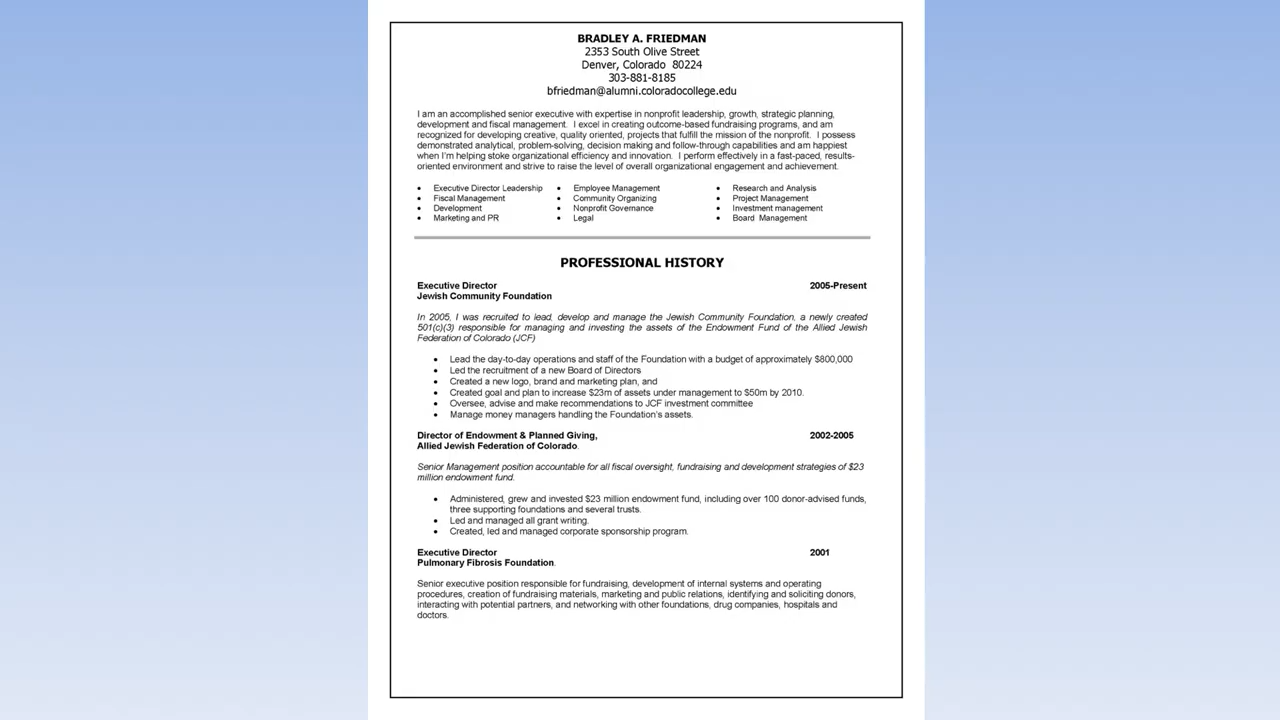 BRADLEY A. FRIEDMAN
2353 South Olive Street
Denver, Colorado  80224
303-881-8185
bfriedman@alumni.coloradocollege.edu
I am an accomplished senior executive with expertise in nonprofit leadership, growth, strategic planning,
development and fiscal management.  I excel in creating outcome-based fundraising programs, and am
recognized for developing creative, quality oriented, projects that fulfill the mission of the nonprofit.  I possess
demonstrated analytical, problem-solving, decision making and follow-through capabilities and am happiest
when I'm helping stoke organizational efficiency and innovation.  I perform effectively in a fast-paced, results-
oriented environment and strive to raise the level of overall organizational engagement and achievement.
• Executive Director Leadership • Employee Management • Research and Analysis
• Fiscal Management • Community Organizing • Project Management
• Development • Nonprofit Governance • Investment management
• Marketing and PR • Legal • Board  Management
PROFESSIONAL HISTORY
Executive Director 2005-Present
Jewish Community Foundation
In 2005, I was recruited to lead, develop and manage the Jewish Community Foundation, a newly created
501(c)(3) responsible for managing and investing the assets of the Endowment Fund of the Allied Jewish
Federation of Colorado (JCF)
• Lead the day-to-day operations and staff of the Foundation with a budget of approximately $800,000
• Led the recruitment of a new Board of Directors
• Created a new logo, brand and marketing plan, and
• Created goal and plan to increase $23m of assets under management to $50m by 2010.
• Oversee, advise and make recommendations to JCF investment committee
• Manage money managers handling the Foundation's assets.
Director of Endowment & Planned Giving, 2002-2005
Allied Jewish Federation of Colorado.
Senior Management position accountable for all fiscal oversight, fundraising and development strategies of $23
million endowment fund.
• Administered, grew and invested $23 million endowment fund, including over 100 donor-advised funds,
three supporting foundations and several trusts.
• Led and managed all grant writing.
• Created, led and managed corporate sponsorship program.
Executive Director 2001
Pulmonary Fibrosis Foundation.
Senior executive position responsible for fundraising, development of internal systems and operating
procedures, creation of fundraising materials, marketing and public relations, identifying and soliciting donors,
interacting with potential partners, and networking with other foundations, drug companies, hospitals and
doctors.